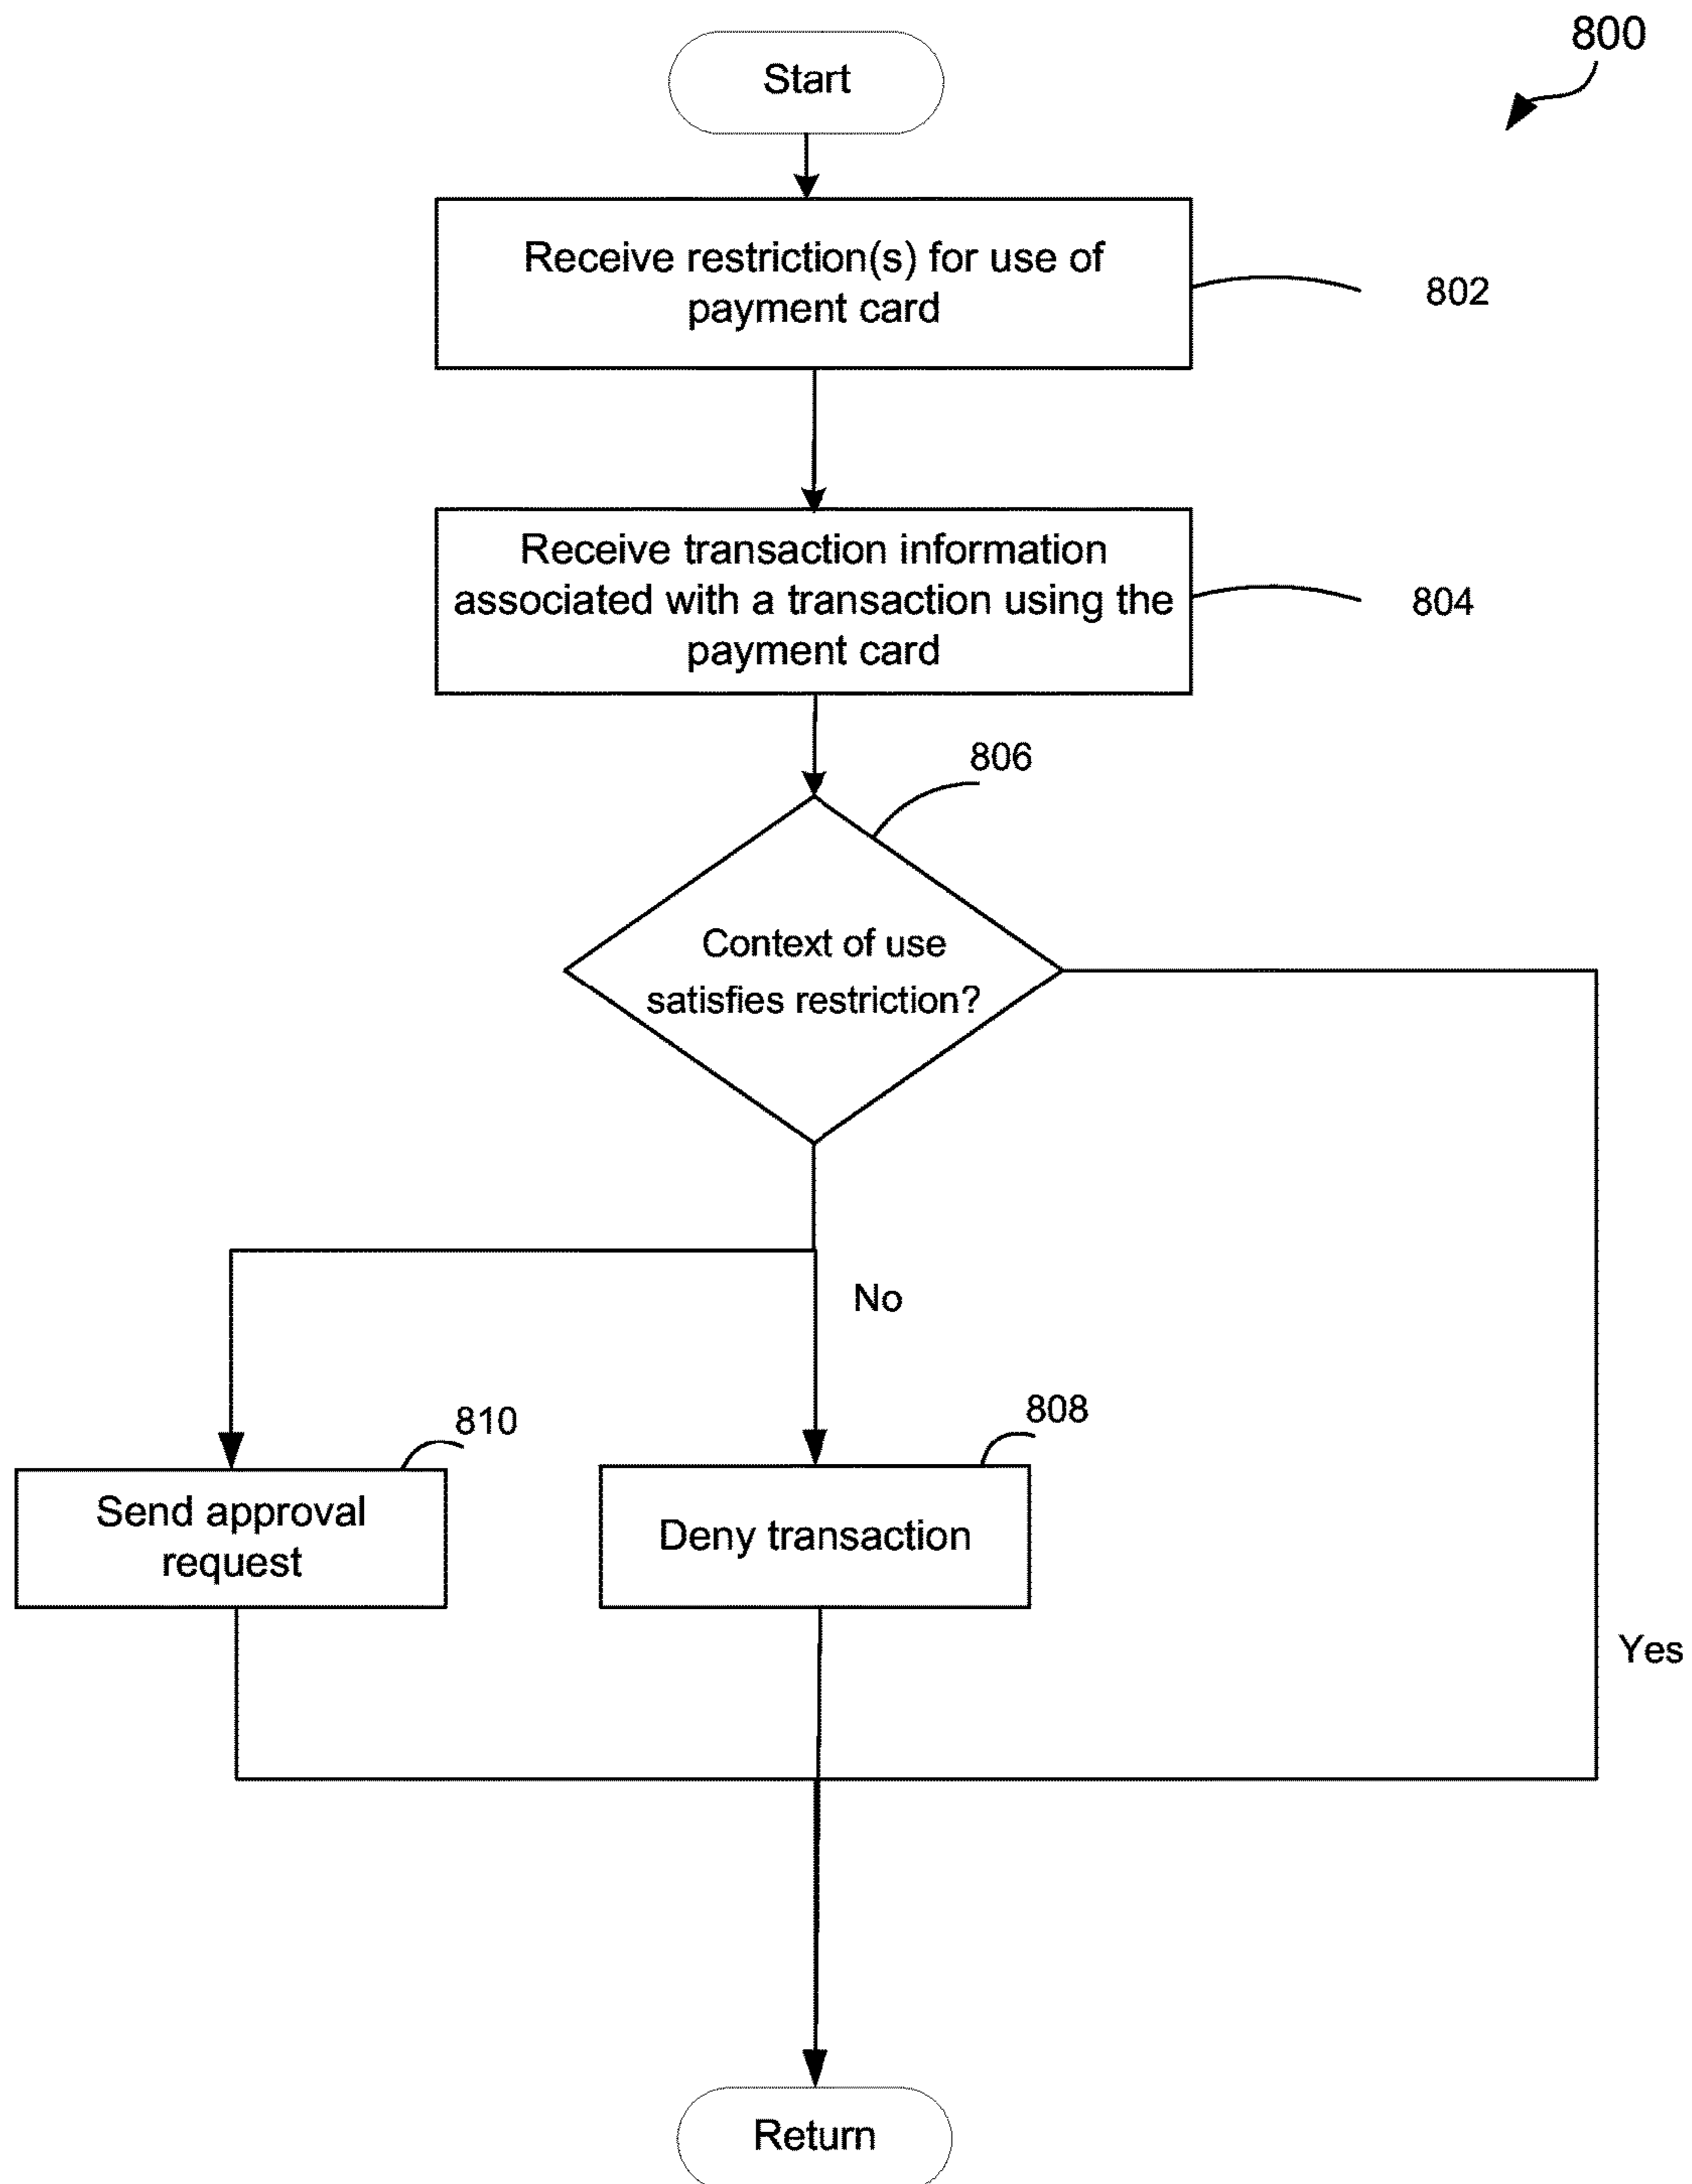 800
Start
Receive restriction(s) for use of
payment card
802
Receive transaction information
associated with a transaction using the
payment card
804
806
Context of use
satisfies restriction?
No
810
808
Send approval
request
Deny transaction
Yes
Return